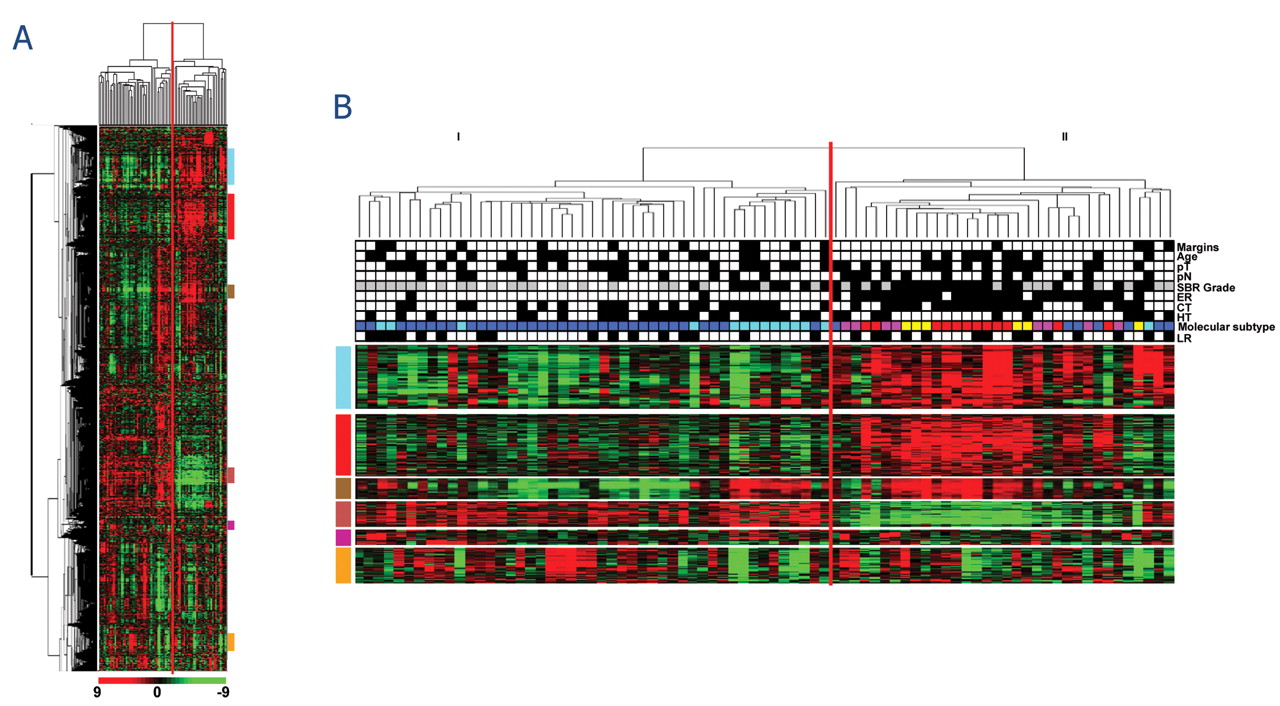 A
B
I
II
Margins
Age
pT
pN
SBR Grade
ER
CT
HT
Molecular subtype
LR
9 0 -9